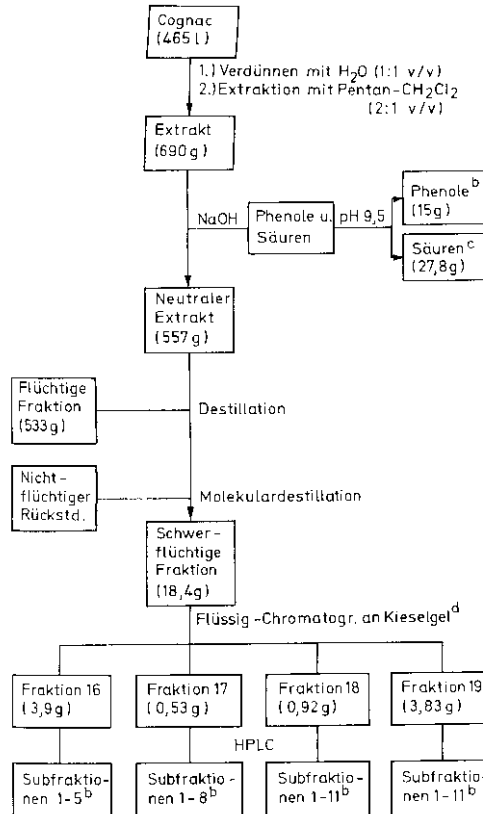 Cognac
(465 l)
1.) Verdünnen mit H₂O (1:1 v/v)
2.) Extraktion mit Pentan-CH₂Cl₂
(2:1 v/v)
Extrakt
(690 g)
NaOH
Phenole u.
Säuren
pH 9,5
Phenole ᵇ
(15 g)
Säuren ᶜ
(27,8 g)
Neutraler
Extrakt
(557 g)
Flüchtige
Fraktion
(533 g)
Destillation
Nicht-
flüchtiger
Rückstd.
Molekulardestillation
Schwer-
flüchtige
Fraktion
(18,4 g)
Flüssig-Chromatogr. an Kieselgel ᵈ
Fraktion 16
(3,9 g)
Fraktion 17
(0,53 g)
Fraktion 18
(0,92 g)
Fraktion 19
(3,83 g)
HPLC
Subfraktio-
nen 1-5 ᵇ
Subfraktio-
nen 1-8 ᵇ
Subfraktio-
nen 1-11 ᵇ
Subfraktio-
nen 1-11 ᵇ